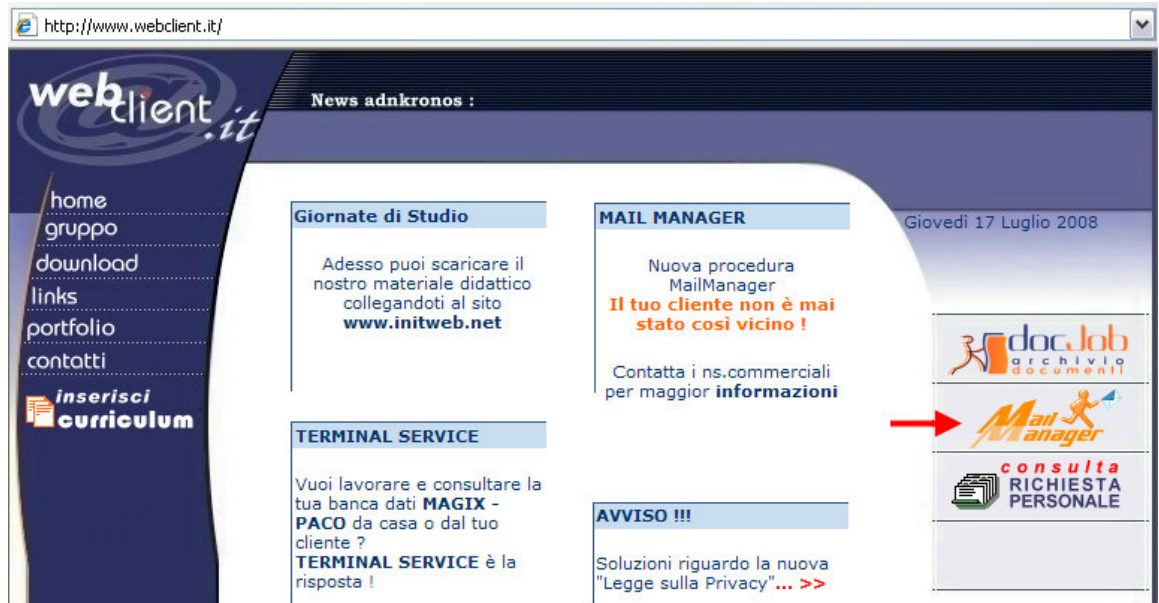 http://www.webclient.it/
webclient.it
News adnkronos :
home
gruppo
download
links
portfolio
contatti
inserisci
curriculum
Giornate di Studio
Adesso puoi scaricare il
nostro materiale didattico
collegandoti al sito
www.initweb.net
TERMINAL SERVICE
Vuoi lavorare e consultare la
tua banca dati MAGIX -
PACO da casa o dal tuo
cliente ?
TERMINAL SERVICE è la
risposta !
MAIL MANAGER
Nuova procedura
MailManager
Il tuo cliente non è mai
stato così vicino !
Contatta i ns.commerciali
per maggior informazioni
AVVISO !!!
Soluzioni riguardo la nuova
"Legge sulla Privacy"... >>
Giovedì 17 Luglio 2008
docJob
archivio
documenti
Mail
Manager
consulta
RICHIESTA
PERSONALE